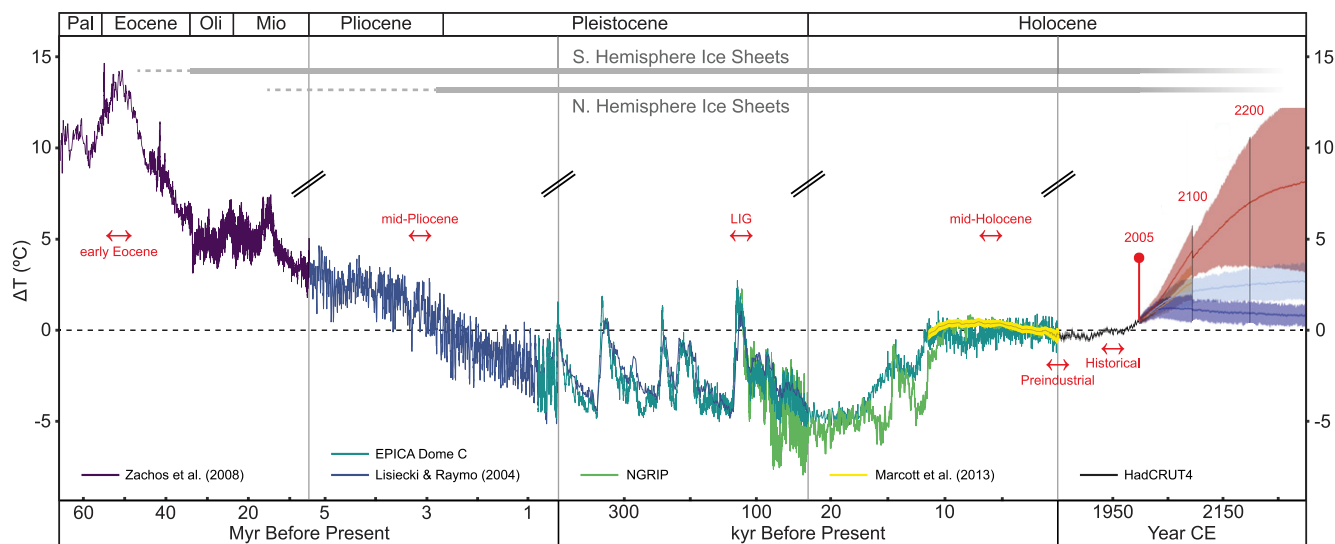 Pal Eocene Oli Mio Pliocene Pleistocene Holocene
15 S. Hemisphere Ice Sheets 15
N. Hemisphere Ice Sheets
2200
10 10
2100
mid-Pliocene LIG mid-Holocene
5 early Eocene 2005 5
ΔT (ºC)
0 0
Historical
Preindustrial
-5 -5
EPICA Dome C
Zachos et al. (2008) Lisiecki & Raymo (2004) NGRIP Marcott et al. (2013) HadCRUT4
60 40 20 5 3 1 300 100 20 10 1950 2150
Myr Before Present kyr Before Present Year CE